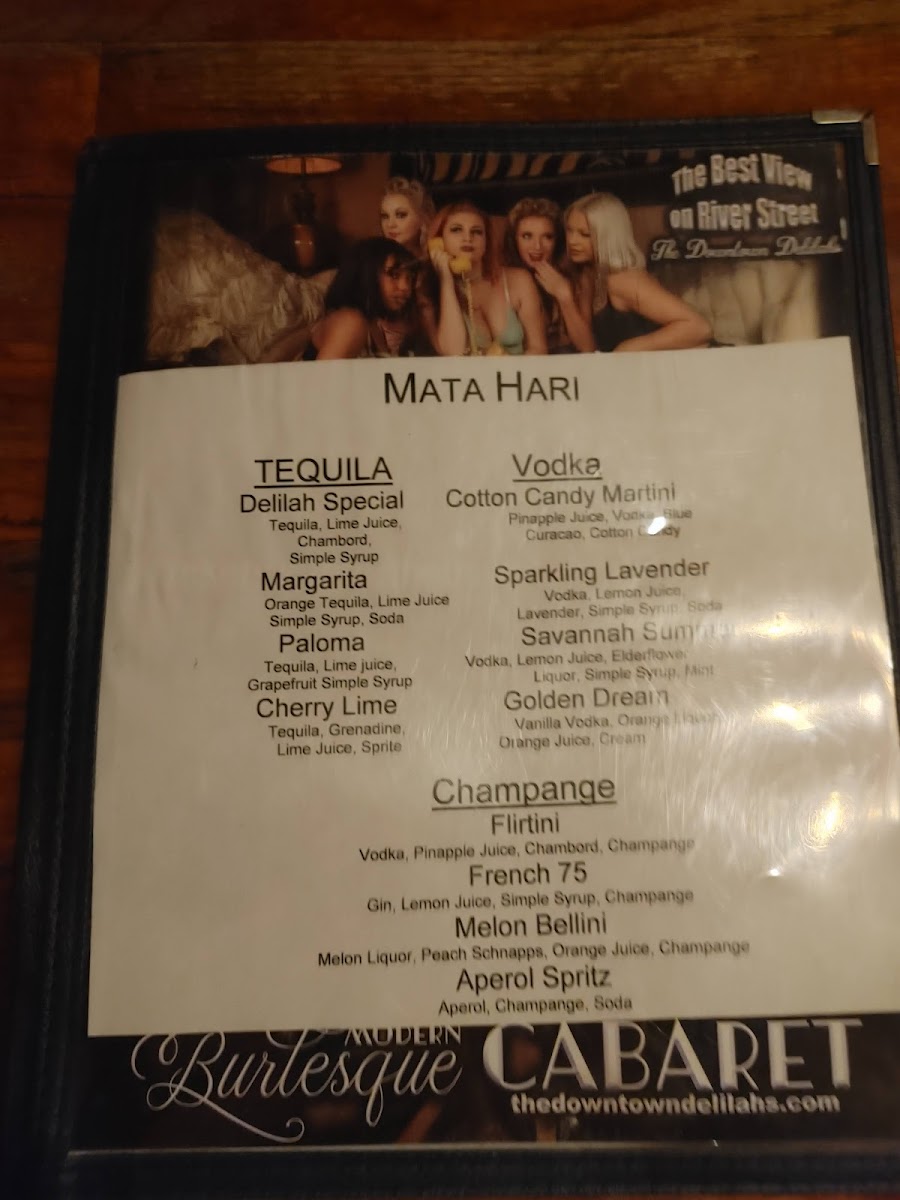 The Best View
on River Street
The Downtown Delilahs
MATA HARI
TEQUILA
Delilah Special
Tequila, Lime Juice,
Chambord,
Simple Syrup
Margarita
Orange Tequila, Lime Juice
Simple Syrup, Soda
Paloma
Tequila, Lime juice,
Grapefruit Simple Syrup
Cherry Lime
Tequila, Grenadine,
Lime Juice, Sprite
Vodka
Cotton Candy Martini
Pinapple Juice, Vodka, Blue
Curacao, Cotton Candy
Sparkling Lavender
Vodka, Lemon Juice,
Lavender, Simple Syrup, Soda
Savannah Summer
Vodka, Lemon Juice, Elderflower
Liquor, Simple Syrup, Mint
Golden Dream
Vanilla Vodka, Orange Liquor,
Orange Juice, Cream
Champange
Flirtini
Vodka, Pinapple Juice, Chambord, Champange
French 75
Gin, Lemon Juice, Simple Syrup, Champange
Melon Bellini
Melon Liquor, Peach Schnapps, Orange Juice, Champange
Aperol Spritz
Aperol, Champange, Soda
MODERN
Burlesque CABARET
thedowntowndelilahs.com